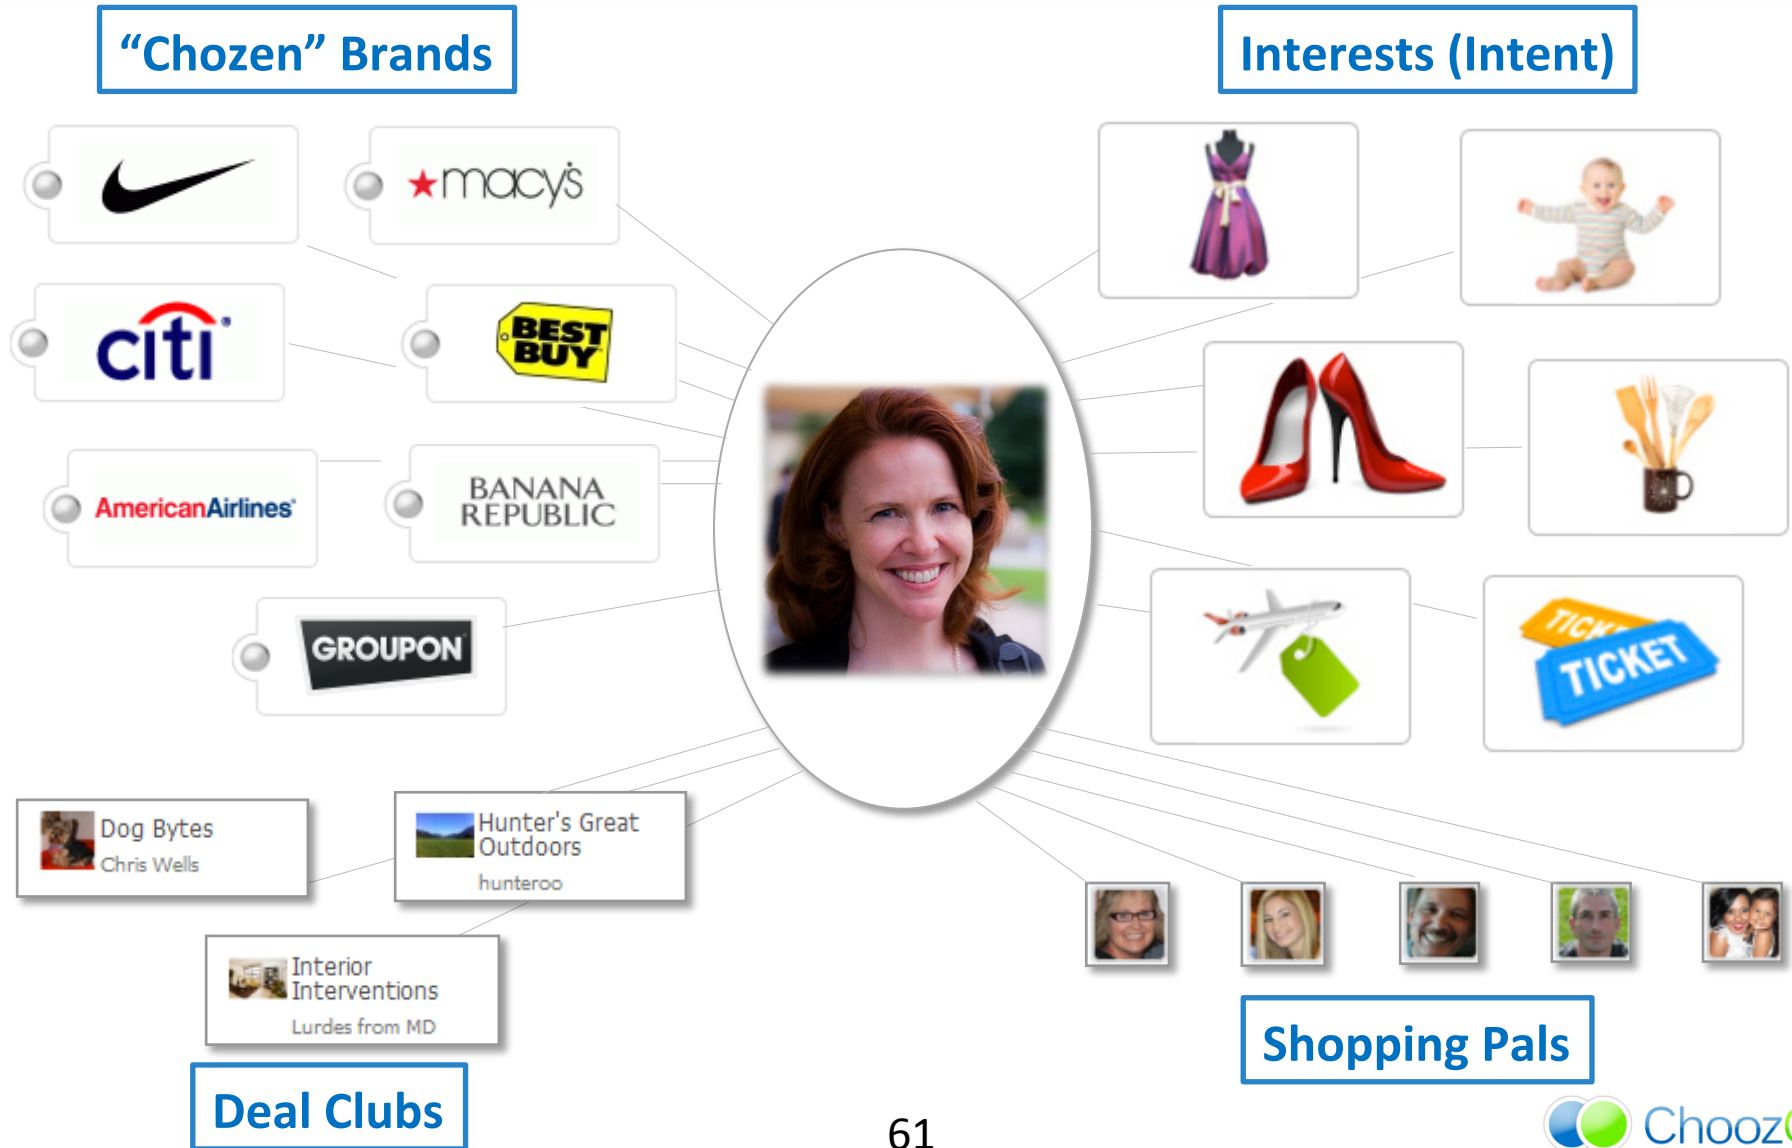 “Chozen” Brands
Interests (Intent)
macy's
citi
BEST
BUY
AmericanAirlines
BANANA
REPUBLIC
GROUPON
TICKET
Dog Bytes
Chris Wells
Hunter's Great
Outdoors
hunteroo
Interior
Interventions
Lurdes from MD
Deal Clubs
Shopping Pals
61
Chooz